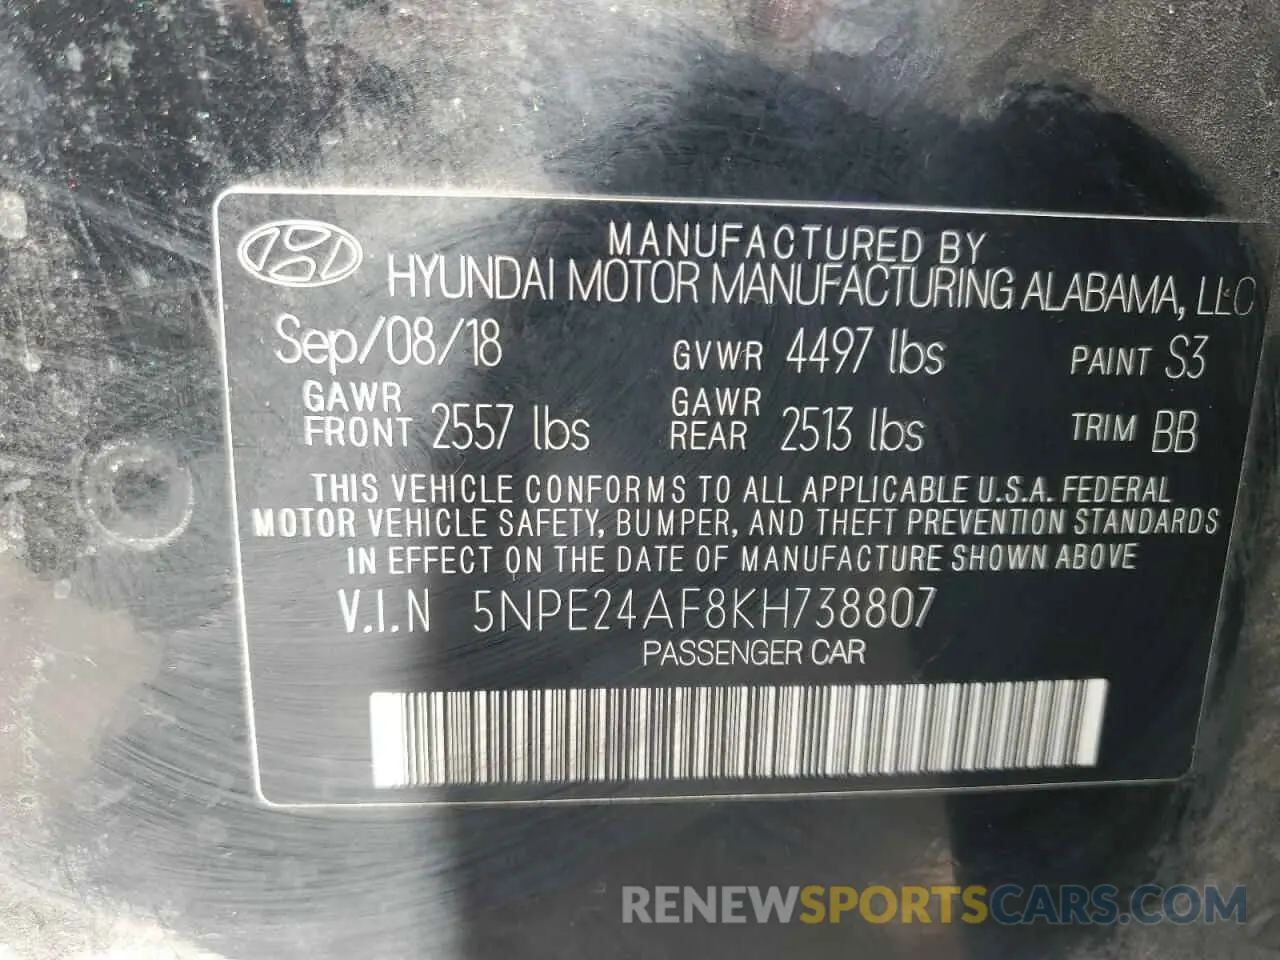 MANUFACTURED BY
HYUNDAI MOTOR MANUFACTURING ALABAMA, LLC
Sep/08/18 GVWR 4497 lbs PAINT S3
GAWR FRONT 2557 lbs GAWR REAR 2513 lbs TRIM BB
THIS VEHICLE CONFORMS TO ALL APPLICABLE U.S.A. FEDERAL
MOTOR VEHICLE SAFETY, BUMPER, AND THEFT PREVENTION STANDARDS
IN EFFECT ON THE DATE OF MANUFACTURE SHOWN ABOVE
V.I.N 5NPE24AF8KH738807
PASSENGER CAR
RENEWSPORTSCARS.COM